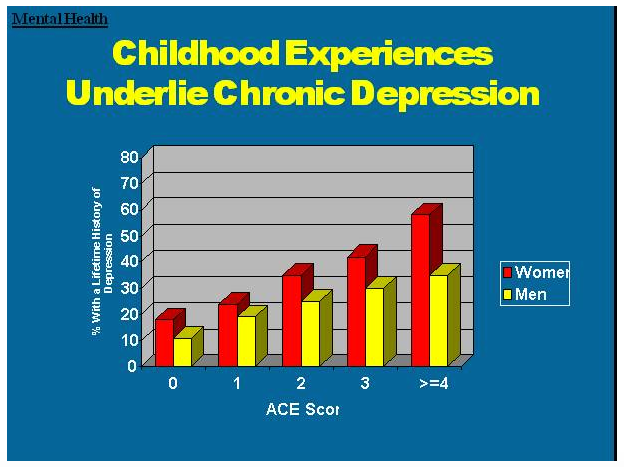 Mental Health
Childhood Experiences
Underlie Chronic Depression
% With a Lifetime History of
Depression
80
70
60
50
40
30
20
10
0
0 1 2 3 >=4
ACE Scor
Women
Men